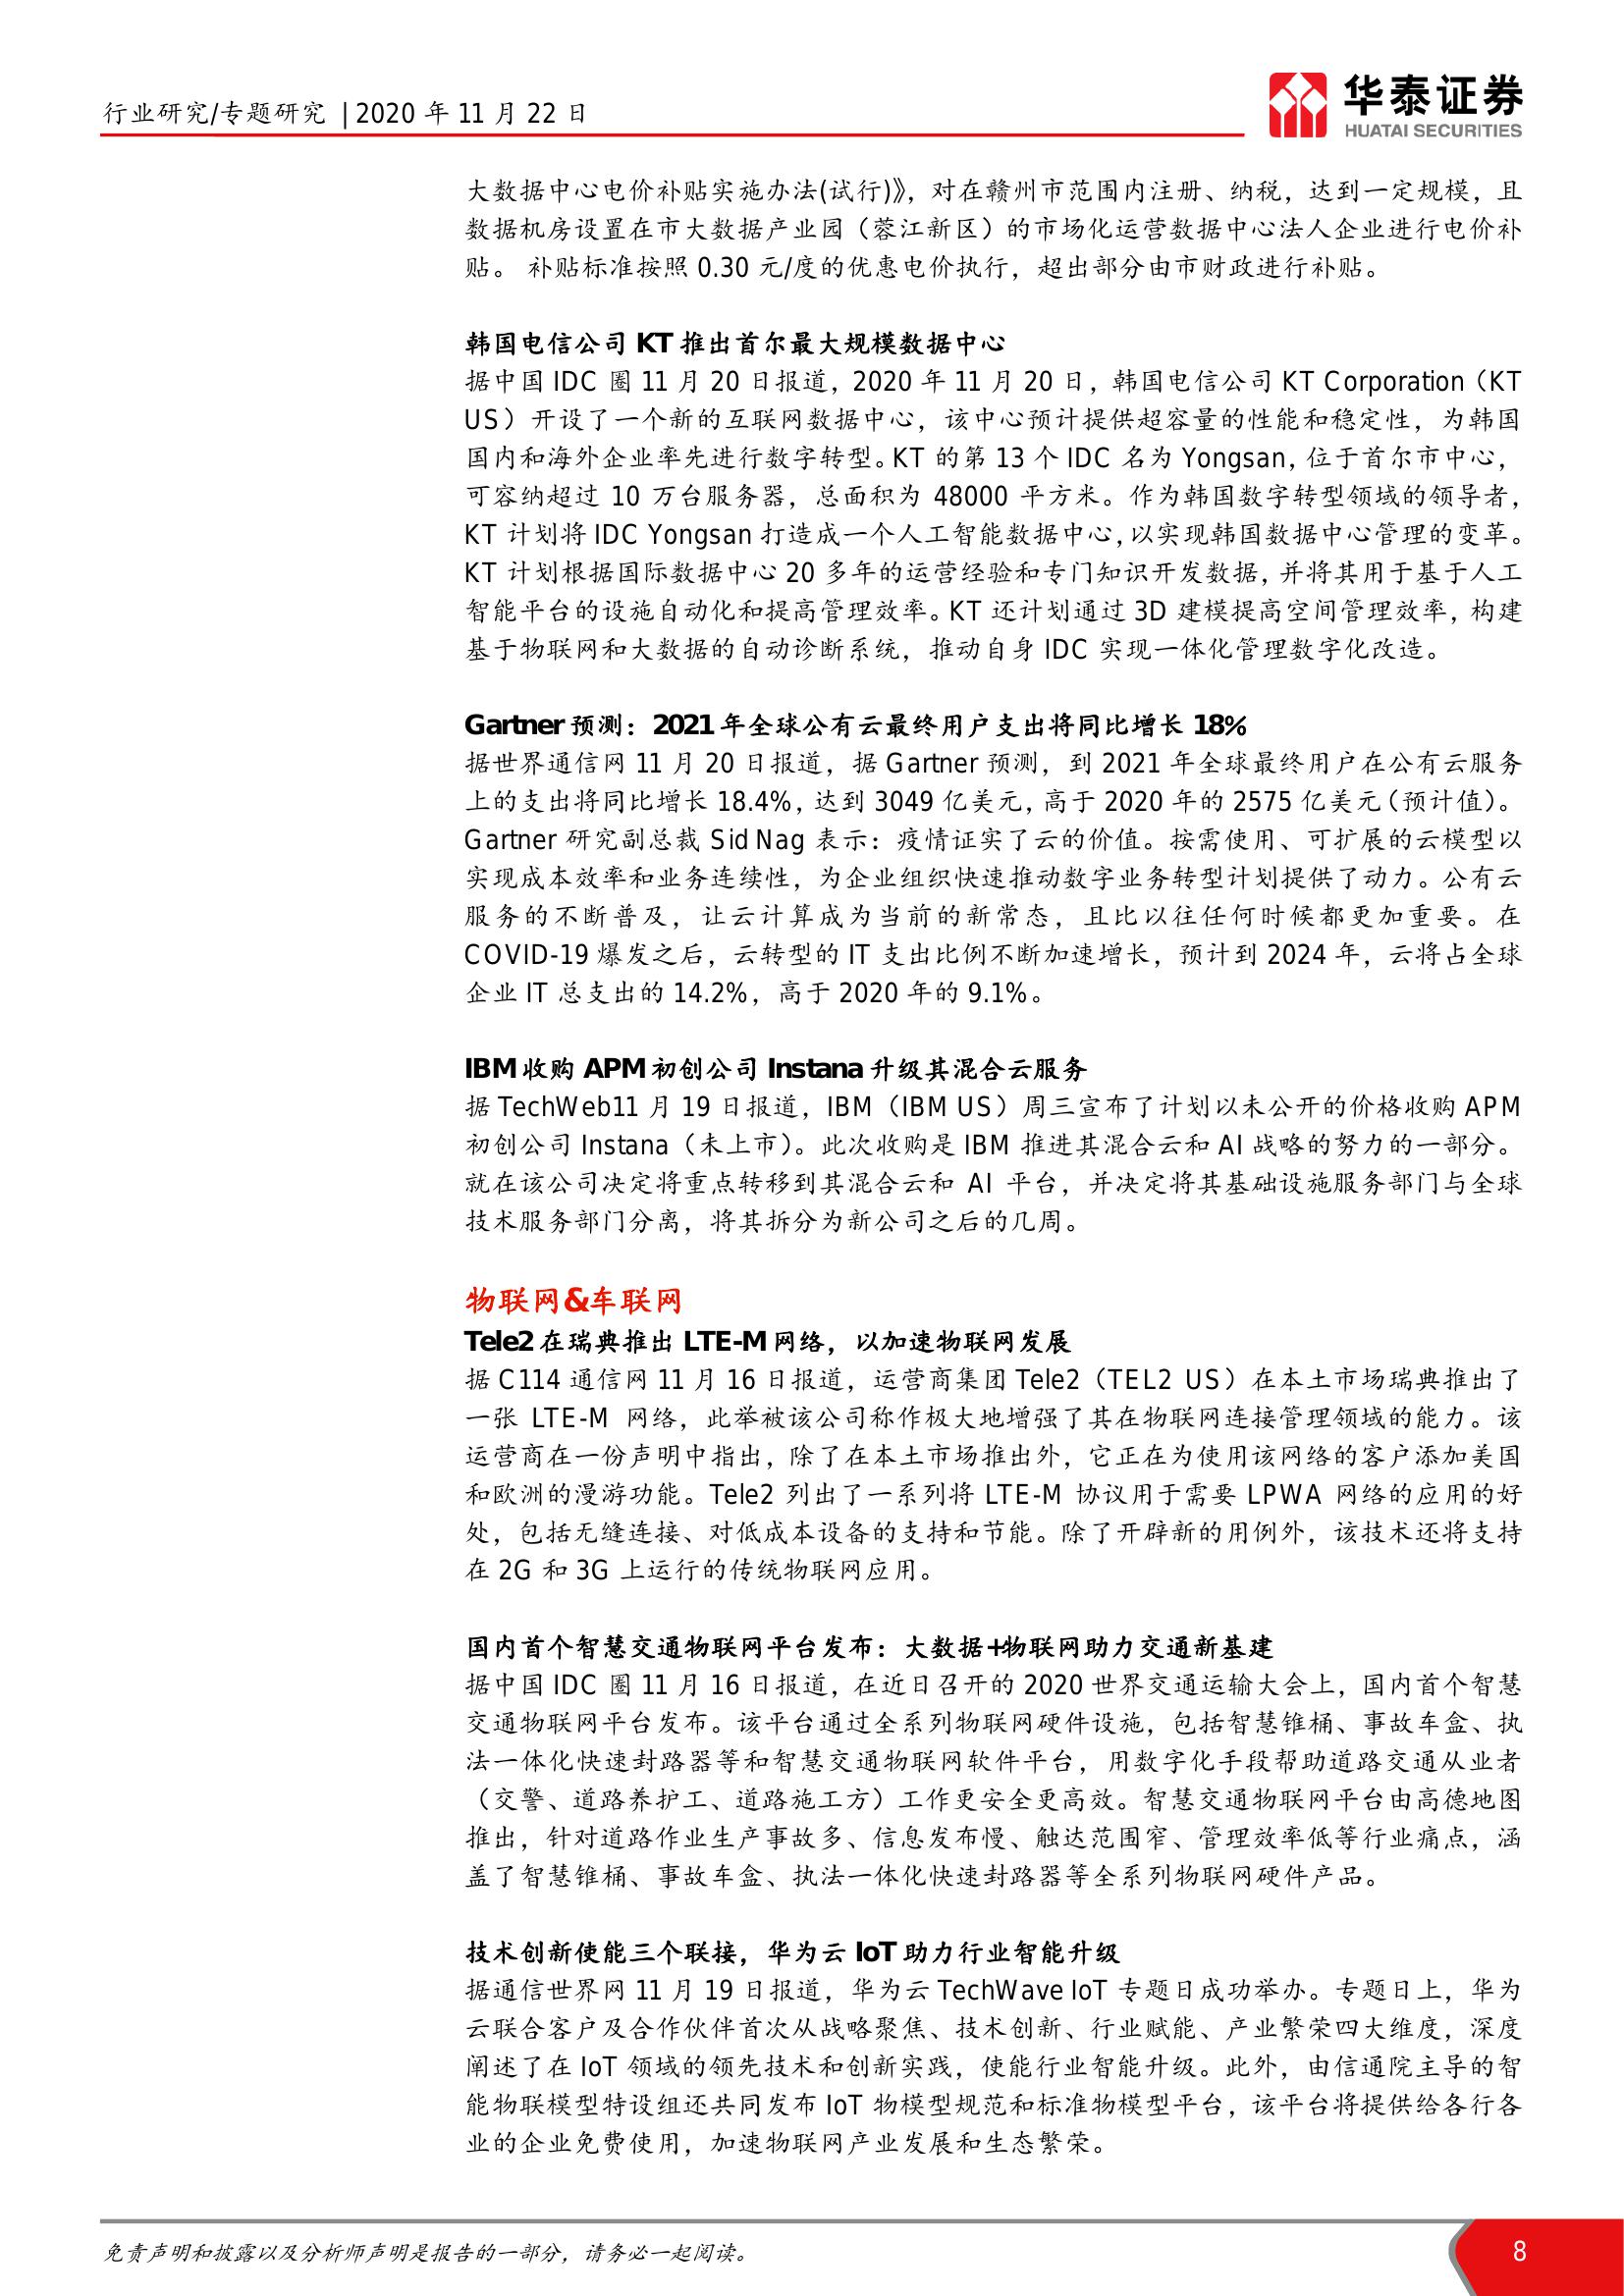 行业研究/专题研究 | 2020 年 11 月 22 日
华泰证券
HUATAI SECURITIES
大数据中心电价补贴实施办法(试行)》，对在赣州市范围内注册、纳税，达到一定规模，且
数据机房设置在市大数据产业园（蓉江新区）的市场化运营数据中心法人企业进行电价补
贴。 补贴标准按照 0.30 元/度的优惠电价执行，超出部分由市财政进行补贴。
韩国电信公司 KT 推出首尔最大规模数据中心
据中国 IDC 圈 11 月 20 日报道，2020 年 11 月 20 日，韩国电信公司 KT Corporation（KT
US）开设了一个新的互联网数据中心，该中心预计提供超容量的性能和稳定性，为韩国
国内和海外企业率先进行数字转型。KT 的第 13 个 IDC 名为 Yongsan，位于首尔市中心，
可容纳超过 10 万台服务器，总面积为 48000 平方米。作为韩国数字转型领域的领导者，
KT 计划将 IDC Yongsan 打造成一个人工智能数据中心，以实现韩国数据中心管理的变革。
KT 计划根据国际数据中心 20 多年的运营经验和专门知识开发数据，并将其用于基于人工
智能平台的设施自动化和提高管理效率。KT 还计划通过 3D 建模提高空间管理效率，构建
基于物联网和大数据的自动诊断系统，推动自身 IDC 实现一体化管理数字化改造。
Gartner 预测：2021 年全球公有云最终用户支出将同比增长 18%
据世界通信网 11 月 20 日报道，据 Gartner 预测，到 2021 年全球最终用户在公有云服务
上的支出将同比增长 18.4%，达到 3049 亿美元，高于 2020 年的 2575 亿美元（预计值）。
Gartner 研究副总裁 Sid Nag 表示：疫情证实了云的价值。按需使用、可扩展的云模型以
实现成本效率和业务连续性，为企业组织快速推动数字业务转型计划提供了动力。公有云
服务的不断普及，让云计算成为当前的新常态，且比以往任何时候都更加重要。在
COVID-19 爆发之后，云转型的 IT 支出比例不断加速增长，预计到 2024 年，云将占全球
企业 IT 总支出的 14.2%，高于 2020 年的 9.1%。
IBM 收购 APM 初创公司 Instana 升级其混合云服务
据 TechWeb11 月 19 日报道，IBM（IBM US）周三宣布了计划以未公开的价格收购 APM
初创公司 Instana（未上市）。此次收购是 IBM 推进其混合云和 AI 战略的努力的一部分。
就在该公司决定将重点转移到其混合云和 AI 平台，并决定将其基础设施服务部门与全球
技术服务部门分离，将其拆分为新公司之后的几周。
物联网&车联网
Tele2 在瑞典推出 LTE-M 网络，以加速物联网发展
据 C114 通信网 11 月 16 日报道，运营商集团 Tele2（TEL2 US）在本土市场瑞典推出了
一张 LTE-M 网络，此举被该公司称作极大地增强了其在物联网连接管理领域的能力。该
运营商在一份声明中指出，除了在本土市场推出外，它正在为使用该网络的客户添加美国
和欧洲的漫游功能。Tele2 列出了一系列将 LTE-M 协议用于需要 LPWA 网络的应用的好
处，包括无缝连接、对低成本设备的支持和节能。除了开辟新的用例外，该技术还将支持
在 2G 和 3G 上运行的传统物联网应用。
国内首个智慧交通物联网平台发布：大数据+物联网助力交通新基建
据中国 IDC 圈 11 月 16 日报道，在近日召开的 2020 世界交通运输大会上，国内首个智慧
交通物联网平台发布。该平台通过全系列物联网硬件设施，包括智慧锥桶、事故车盒、执
法一体化快速封路器等和智慧交通物联网软件平台，用数字化手段帮助道路交通从业者
（交警、道路养护工、道路施工方）工作更安全更高效。智慧交通物联网平台由高德地图
推出，针对道路作业生产事故多、信息发布慢、触达范围窄、管理效率低等行业痛点，涵
盖了智慧锥桶、事故车盒、执法一体化快速封路器等全系列物联网硬件产品。
技术创新使能三个联接，华为云 IoT 助力行业智能升级
据通信世界网 11 月 19 日报道，华为云 TechWave IoT 专题日成功举办。专题日上，华为
云联合客户及合作伙伴首次从战略聚焦、技术创新、行业赋能、产业繁荣四大维度，深度
阐述了在 IoT 领域的领先技术和创新实践，使能行业智能升级。此外，由信通院主导的智
能物联模型特设组还共同发布 IoT 物模型规范和标准物模型平台，该平台将提供给各行各
业的企业免费使用，加速物联网产业发展和生态繁荣。
免责声明和披露以及分析师声明是报告的一部分，请务必一起阅读。
8